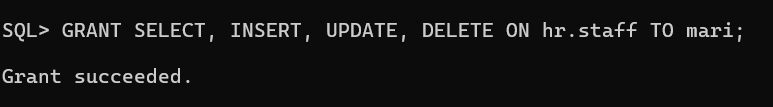 SQL> GRANT SELECT, INSERT, UPDATE, DELETE ON hr.staff TO mari;
Grant succeeded.